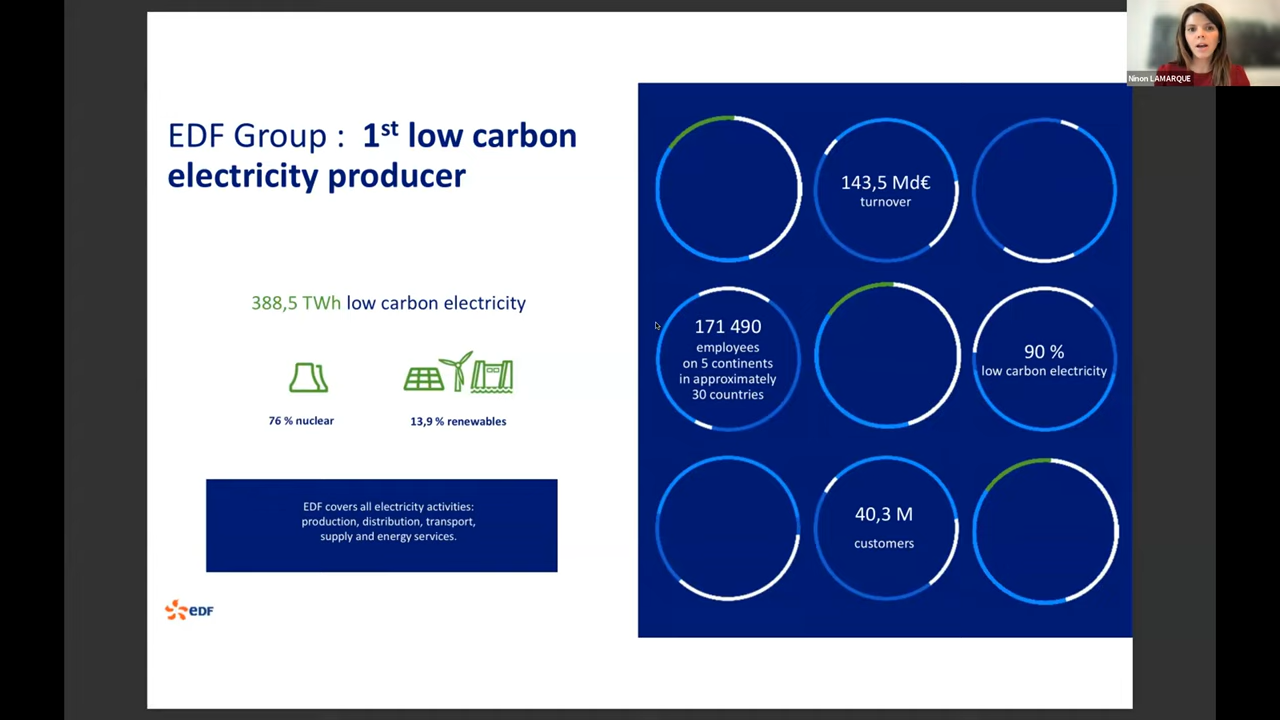 Ninon LAMARQUE
EDF Group : 1st low carbon
electricity producer
388,5 TWh low carbon electricity
76 % nuclear
13,9 % renewables
EDF covers all electricity activities:
production, distribution, transport,
supply and energy services.
eDF
143,5 Md€
turnover
171 490
employees
on 5 continents
in approximately
30 countries
90 %
low carbon electricity
40,3 M
customers